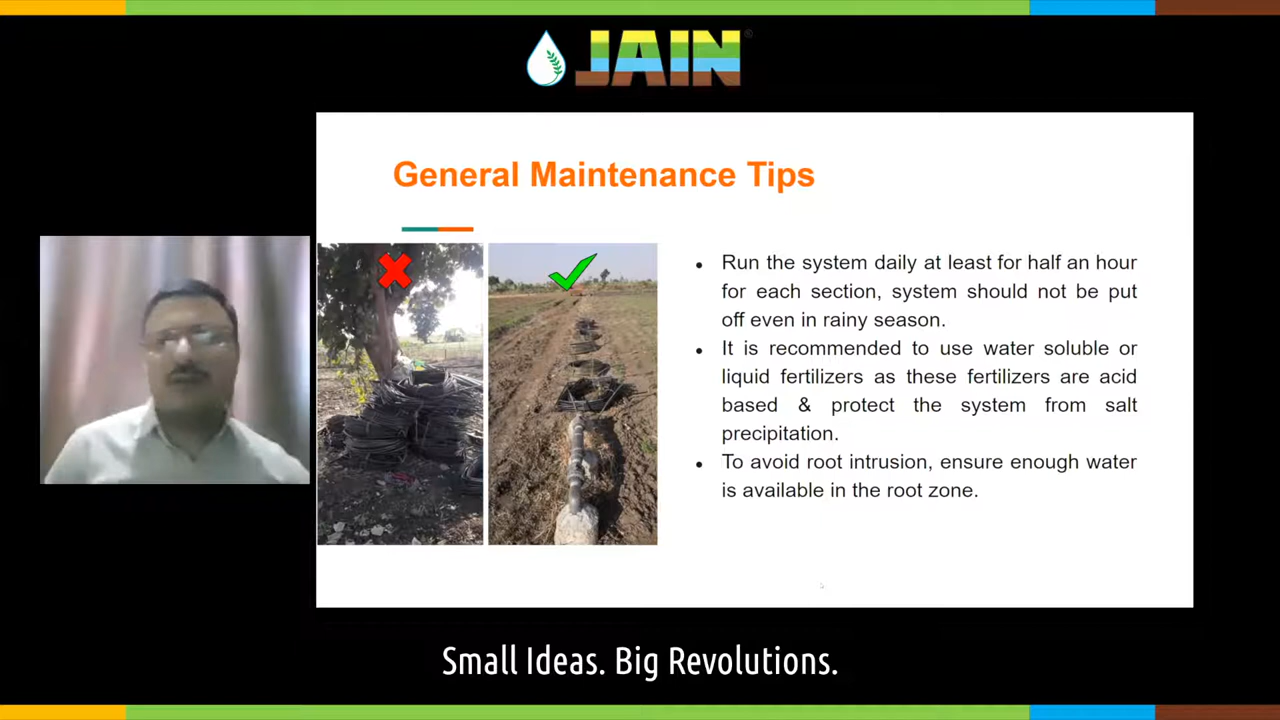 JAIN®
General Maintenance Tips
• Run the system daily at least for half an hour
for each section, system should not be put
off even in rainy season.
• It is recommended to use water soluble or
liquid fertilizers as these fertilizers are acid
based & protect the system from salt
precipitation.
• To avoid root intrusion, ensure enough water
is available in the root zone.
Small Ideas. Big Revolutions.